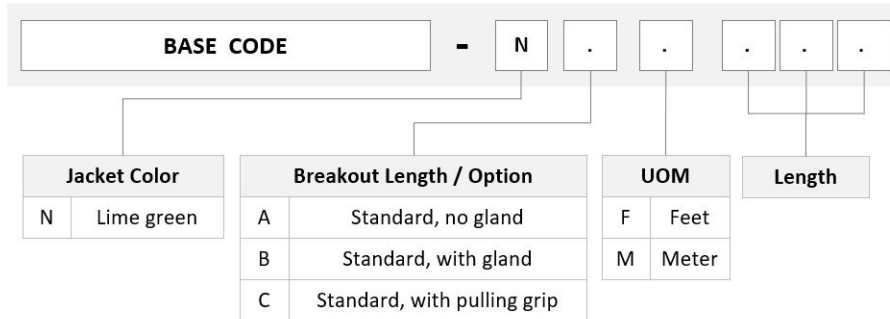 BASE CODE - N . . . . .
Jacket Color
N Lime green
Breakout Length / Option
A Standard, no gland
B Standard, with gland
C Standard, with pulling grip
UOM
F Feet
M Meter
Length